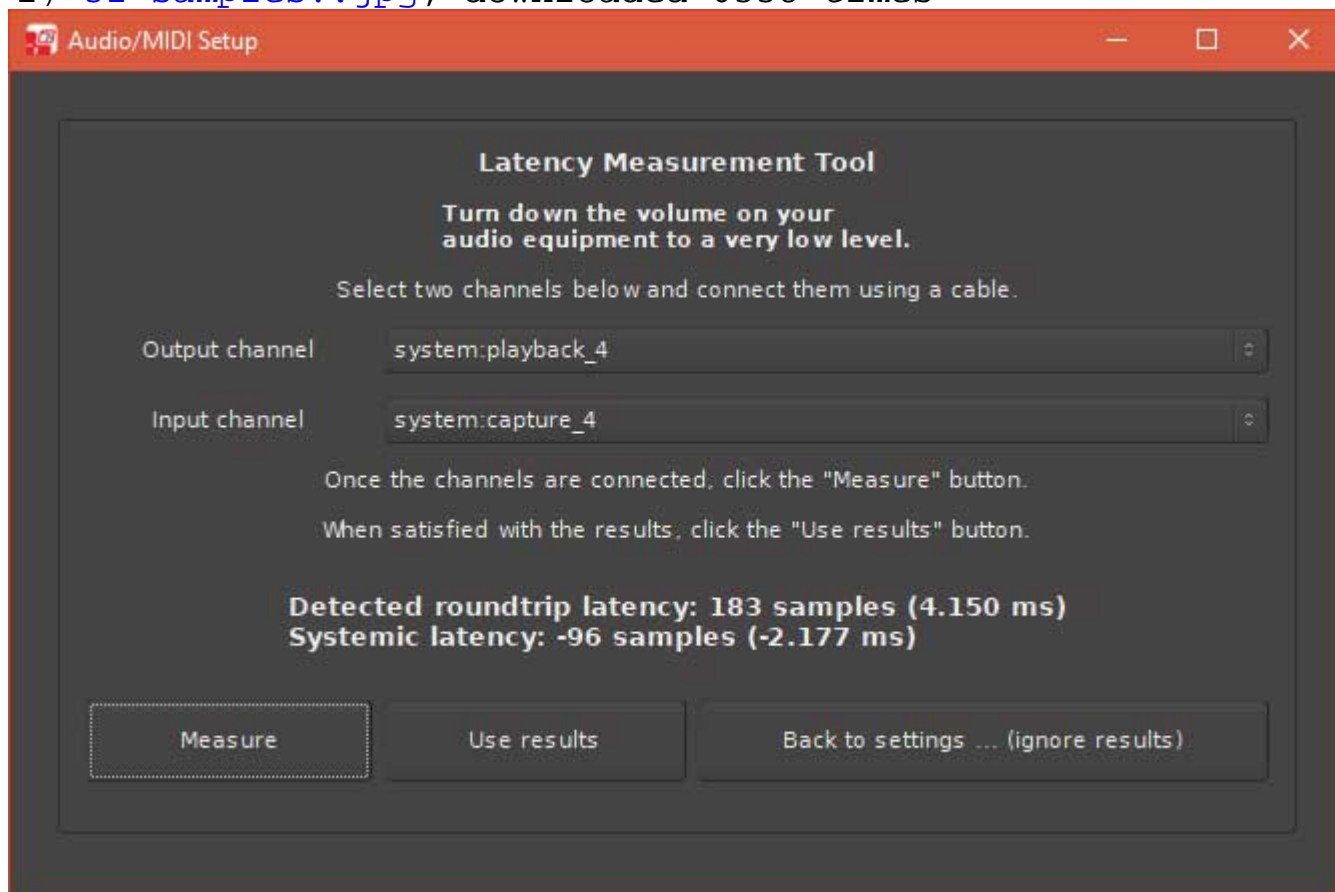 Audio/MIDI Setup
Latency Measurement Tool
Turn down the volume on your
audio equipment to a very low level.
Select two channels below and connect them using a cable.
Output channel system:playback_4
Input channel system:capture_4
Once the channels are connected, click the "Measure" button.
When satisfied with the results, click the "Use results" button.
Detected roundtrip latency: 183 samples (4.150 ms)
Systemic latency: -96 samples (-2.177 ms)
Measure Use results Back to settings ... (ignore results)